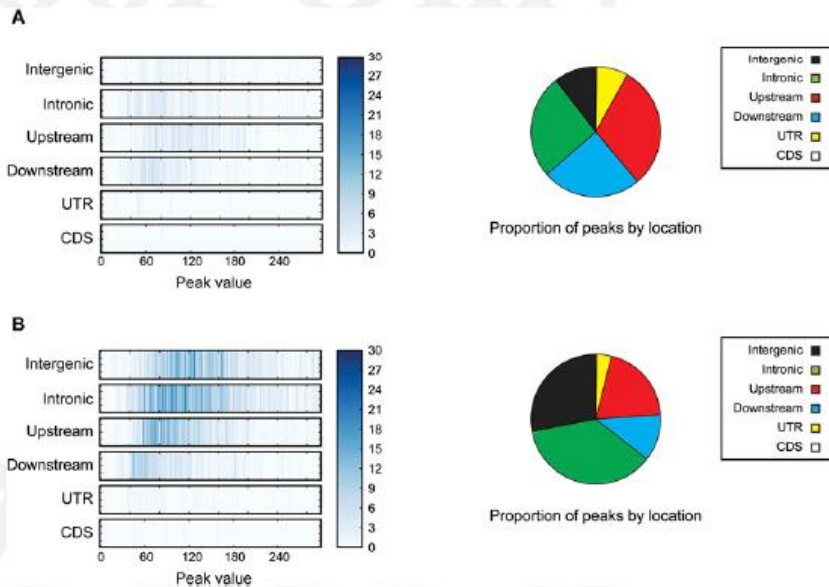 A
Intergenic
Intronic
Upstream
Downstream
UTR
CDS
0 60 120 180 240
Peak value
30
27
24
21
18
15
12
9
6
3
0
Proportion of peaks by location
Intergenic
Intronic
Upstream
Downstream
UTR
CDS
B
Intergenic
Intronic
Upstream
Downstream
UTR
CDS
0 60 120 180 240
Peak value
30
27
24
21
18
15
12
9
6
3
0
Proportion of peaks by location
Intergenic
Intronic
Upstream
Downstream
UTR
CDS